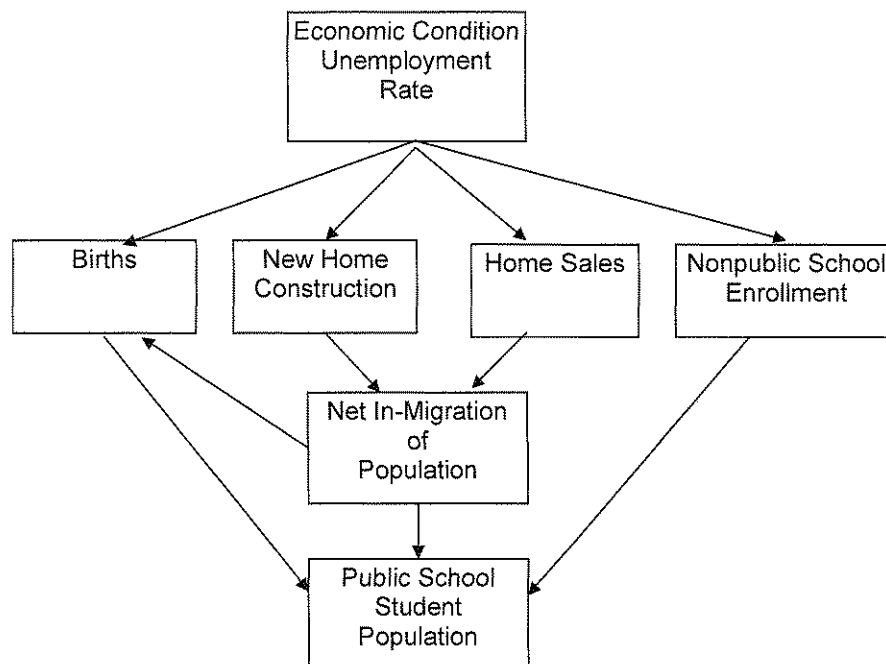 Economic Condition
Unemployment
Rate
Births
New Home
Construction
Home Sales
Nonpublic School
Enrollment
Net In-Migration
of
Population
Public School
Student
Population